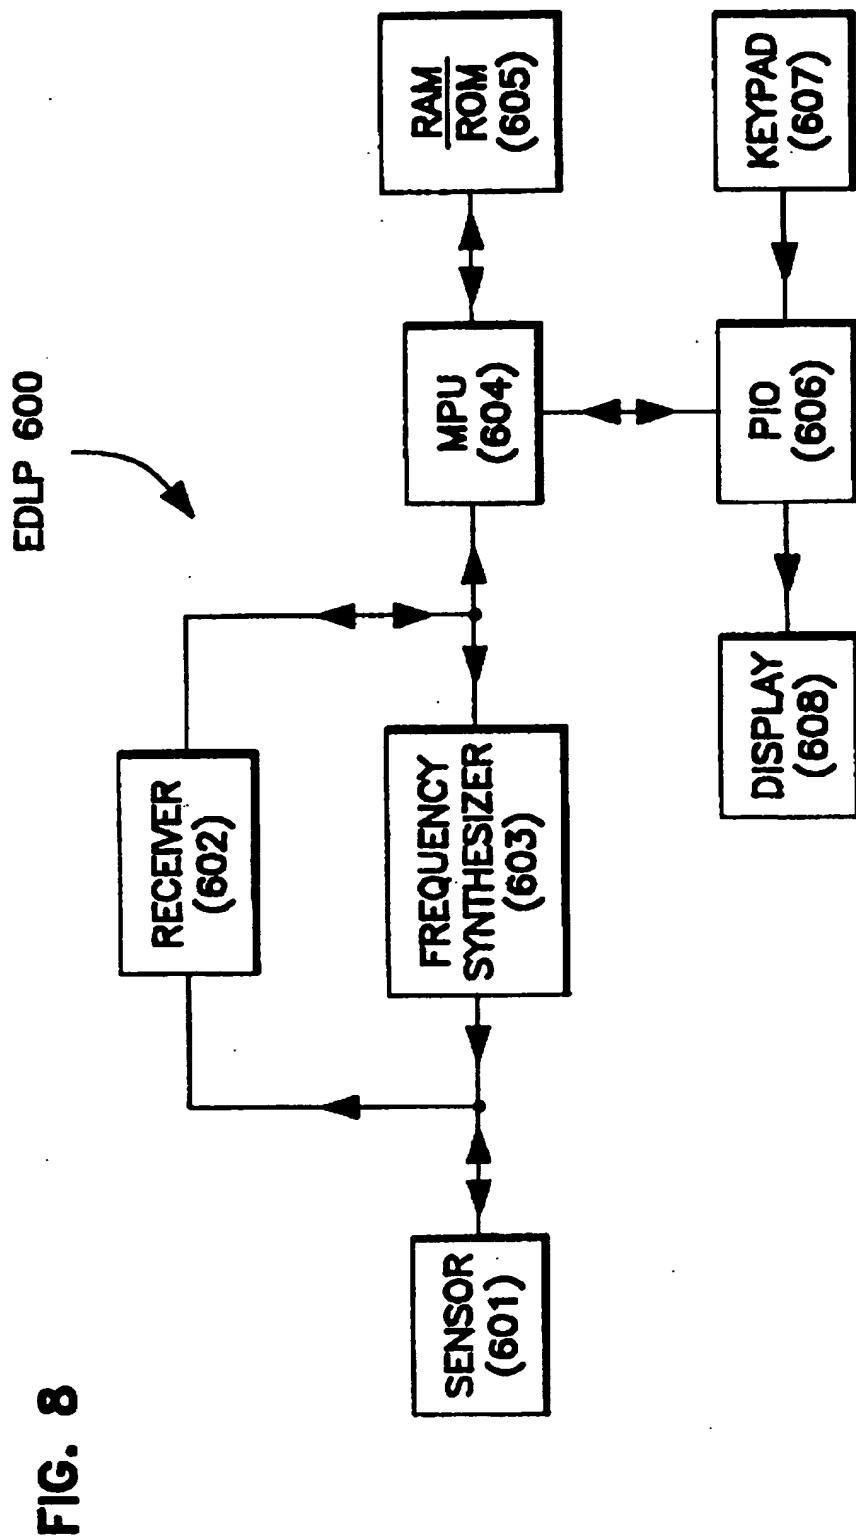 FIG. 8
EDLP 600
RECEIVER
(602)
SENSOR
(601)
FREQUENCY
SYNTHESIZER
(603)
MPU
(604)
RAM
ROM
(605)
DISPLAY
(608)
PIO
(606)
KEYPAD
(607)